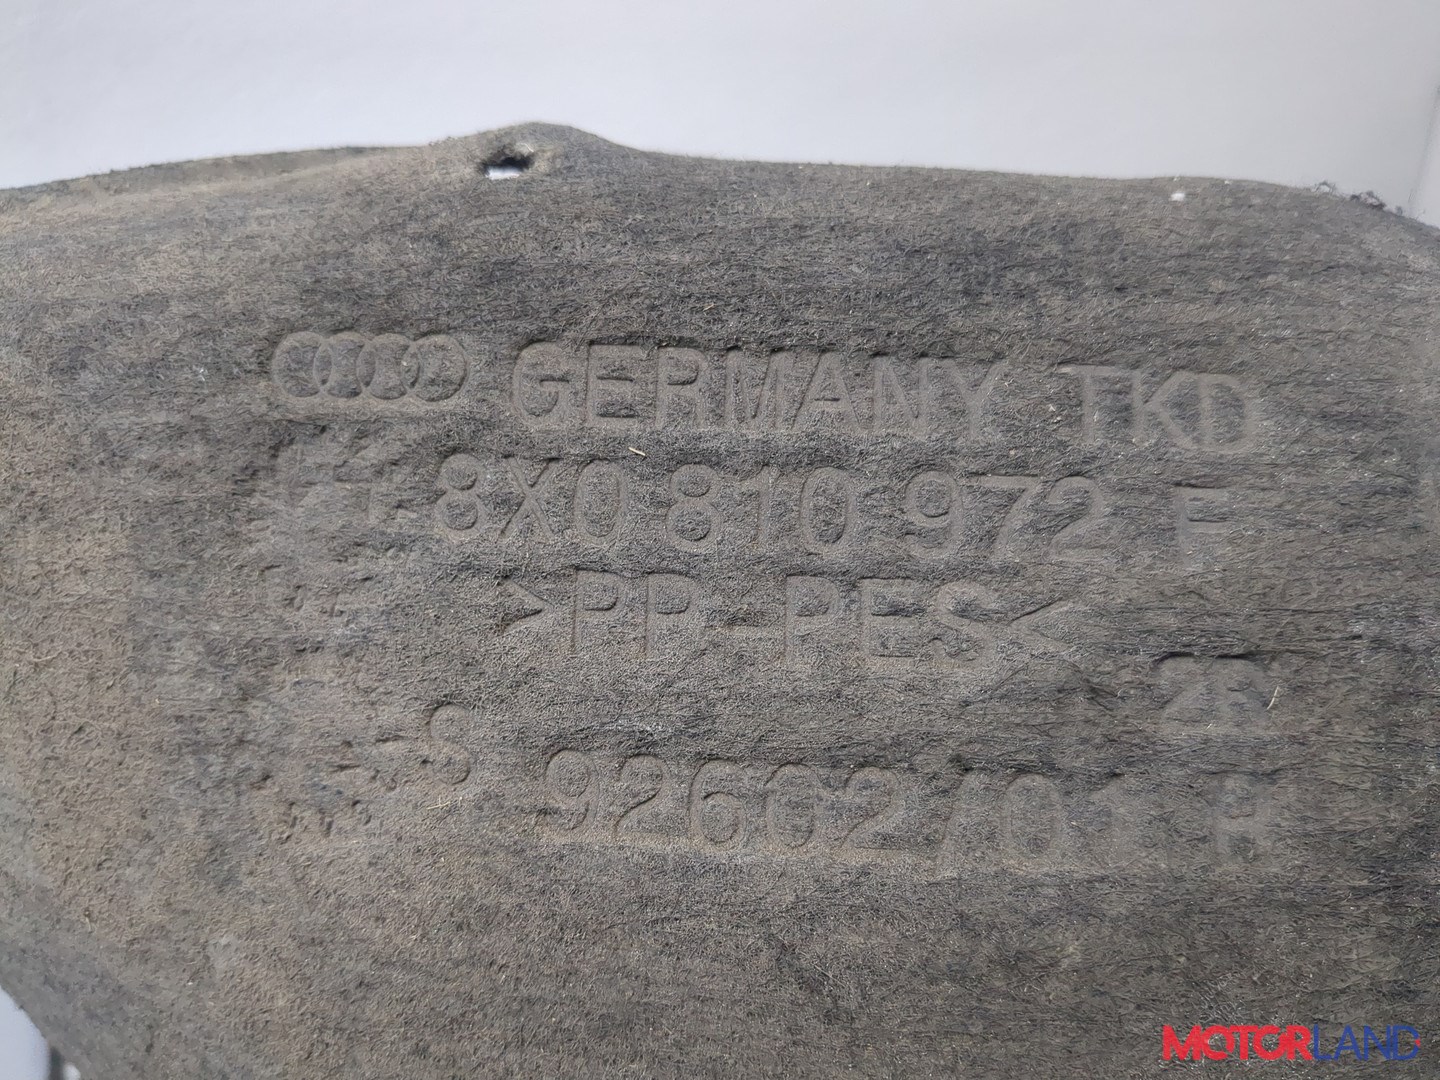 GERMANY TKD
8X0 810 972 F
>PP-PES<
S
92602/01 H
MOTORLAND